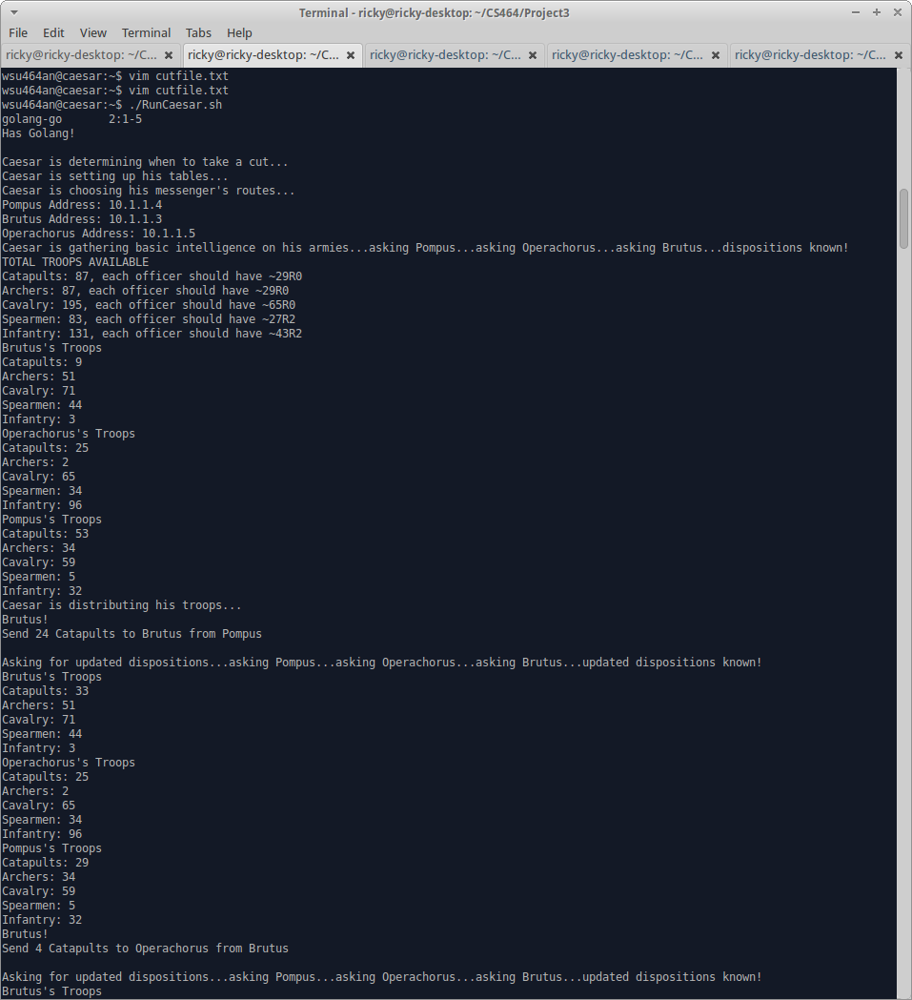 Terminal - ricky@ricky-desktop: ~/CS464/Project3
File Edit View Terminal Tabs Help
ricky@ricky-desktop: ~/C... ricky@ricky-desktop: ~/C... ricky@ricky-desktop: ~/C... ricky@ricky-desktop: ~/C... ricky@ricky-desktop: ~/C...
wsu464an@caesar:~$ vim cutfile.txt
wsu464an@caesar:~$ vim cutfile.txt
wsu464an@caesar:~$ ./RunCaesar.sh
golang-go       2:1-5
Has Golang!
Caesar is determining when to take a cut...
Caesar is setting up his tables...
Caesar is choosing his messenger's routes...
Pompus Address: 10.1.1.4
Brutus Address: 10.1.1.3
Operachorus Address: 10.1.1.5
Caesar is gathering basic intelligence on his armies...asking Pompus...asking Operachorus...asking Brutus...dispositions known!
TOTAL TROOPS AVAILABLE
Catapults: 87, each officer should have ~29R0
Archers: 87, each officer should have ~29R0
Cavalry: 195, each officer should have ~65R0
Spearmen: 83, each officer should have ~27R2
Infantry: 131, each officer should have ~43R2
Brutus's Troops
Catapults: 9
Archers: 51
Cavalry: 71
Spearmen: 44
Infantry: 3
Operachorus's Troops
Catapults: 25
Archers: 2
Cavalry: 65
Spearmen: 34
Infantry: 96
Pompus's Troops
Catapults: 53
Archers: 34
Cavalry: 59
Spearmen: 5
Infantry: 32
Caesar is distributing his troops...
Brutus!
Send 24 Catapults to Brutus from Pompus
Asking for updated dispositions...asking Pompus...asking Operachorus...asking Brutus...updated dispositions known!
Brutus's Troops
Catapults: 33
Archers: 51
Cavalry: 71
Spearmen: 44
Infantry: 3
Operachorus's Troops
Catapults: 25
Archers: 2
Cavalry: 65
Spearmen: 34
Infantry: 96
Pompus's Troops
Catapults: 29
Archers: 34
Cavalry: 59
Spearmen: 5
Infantry: 32
Brutus!
Send 4 Catapults to Operachorus from Brutus
Asking for updated dispositions...asking Pompus...asking Operachorus...asking Brutus...updated dispositions known!
Brutus's Troops